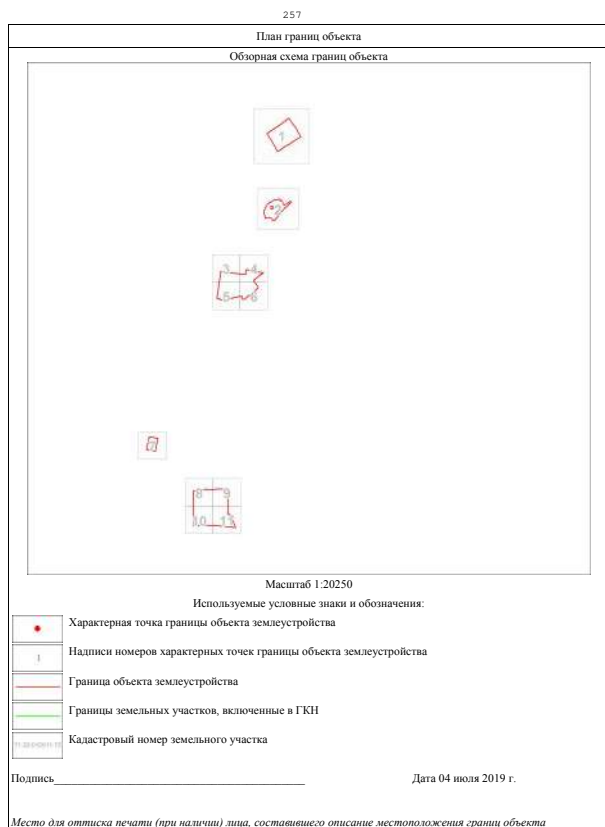 257
План границ объекта
Обзорная схема границ объекта
1
2
3 4
5 6
7
8 9
10 11
Масштаб 1:20250
Используемые условные знаки и обозначения:
Характерная точка границы объекта землеустройства
1 Надписи номеров характерных точек границы объекта землеустройства
Граница объекта землеустройства
Границы земельных участков, включенные в ГКН
Кадастровый номер земельного участка
Подпись____________________ Дата 04 июля 2019 г.
Место для оттиска печати (при наличии) лица, составившего описание местоположения границ объекта